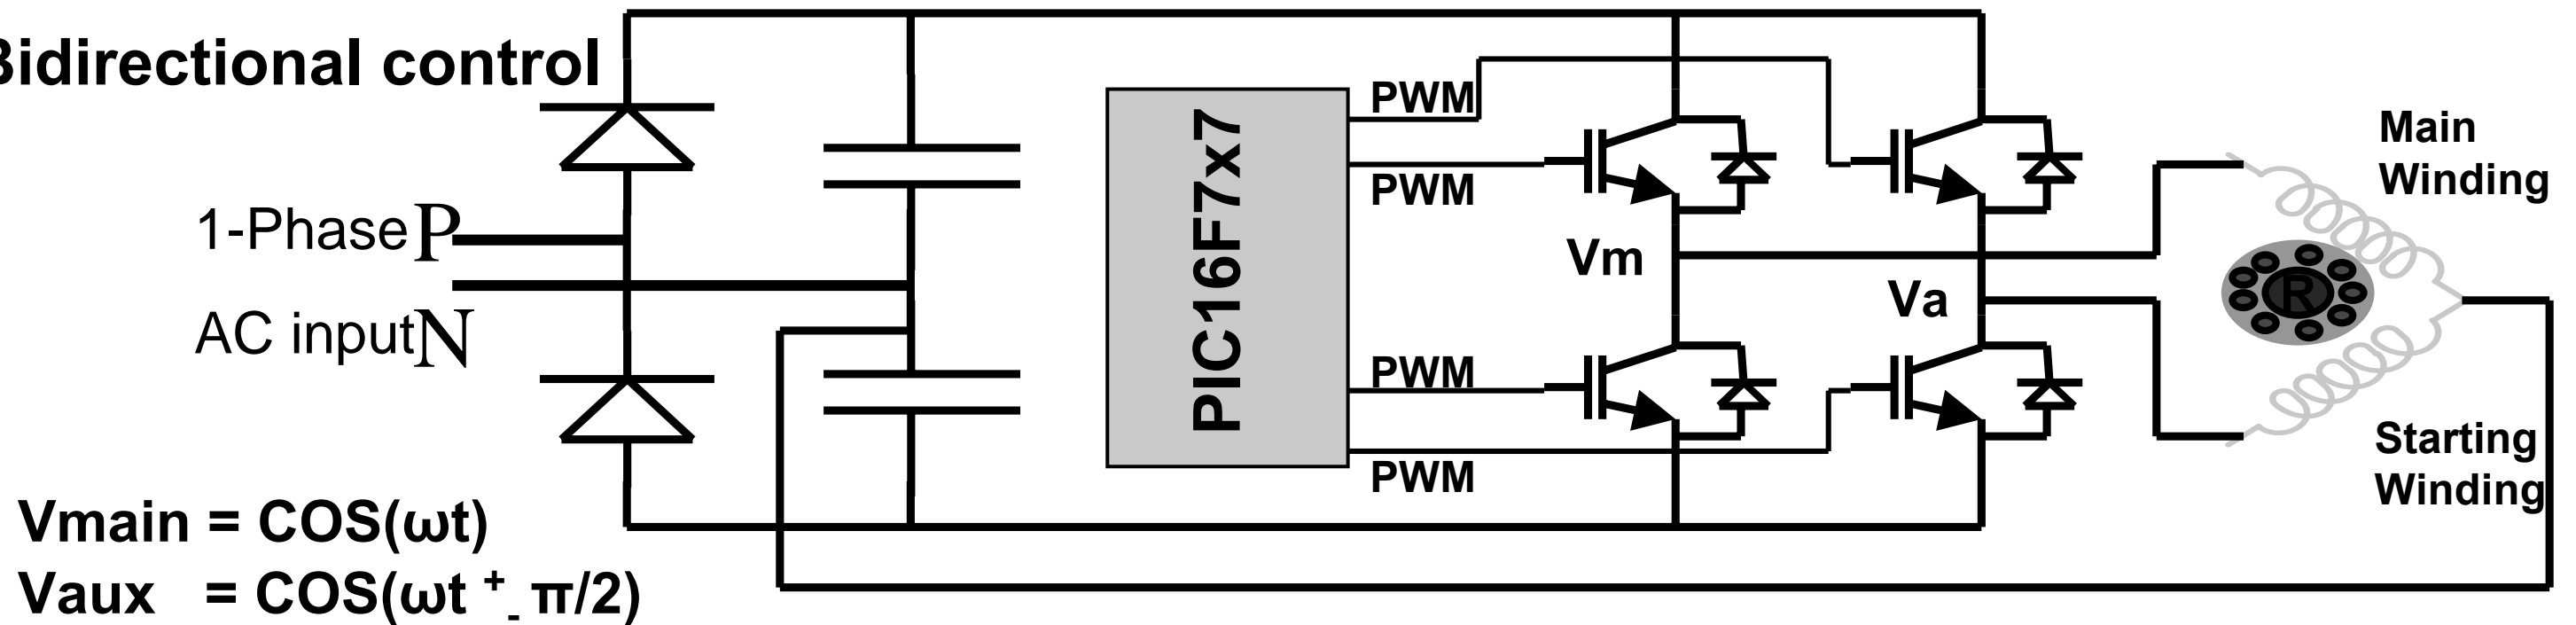 Bidirectional control
1-Phase P
AC input N
PIC16F7x7
PWM
PWM
PWM
PWM
Vm
Va
Main
Winding
R
Starting
Winding
Vmain = COS(ωt)
Vaux = COS(ωt +- π/2)